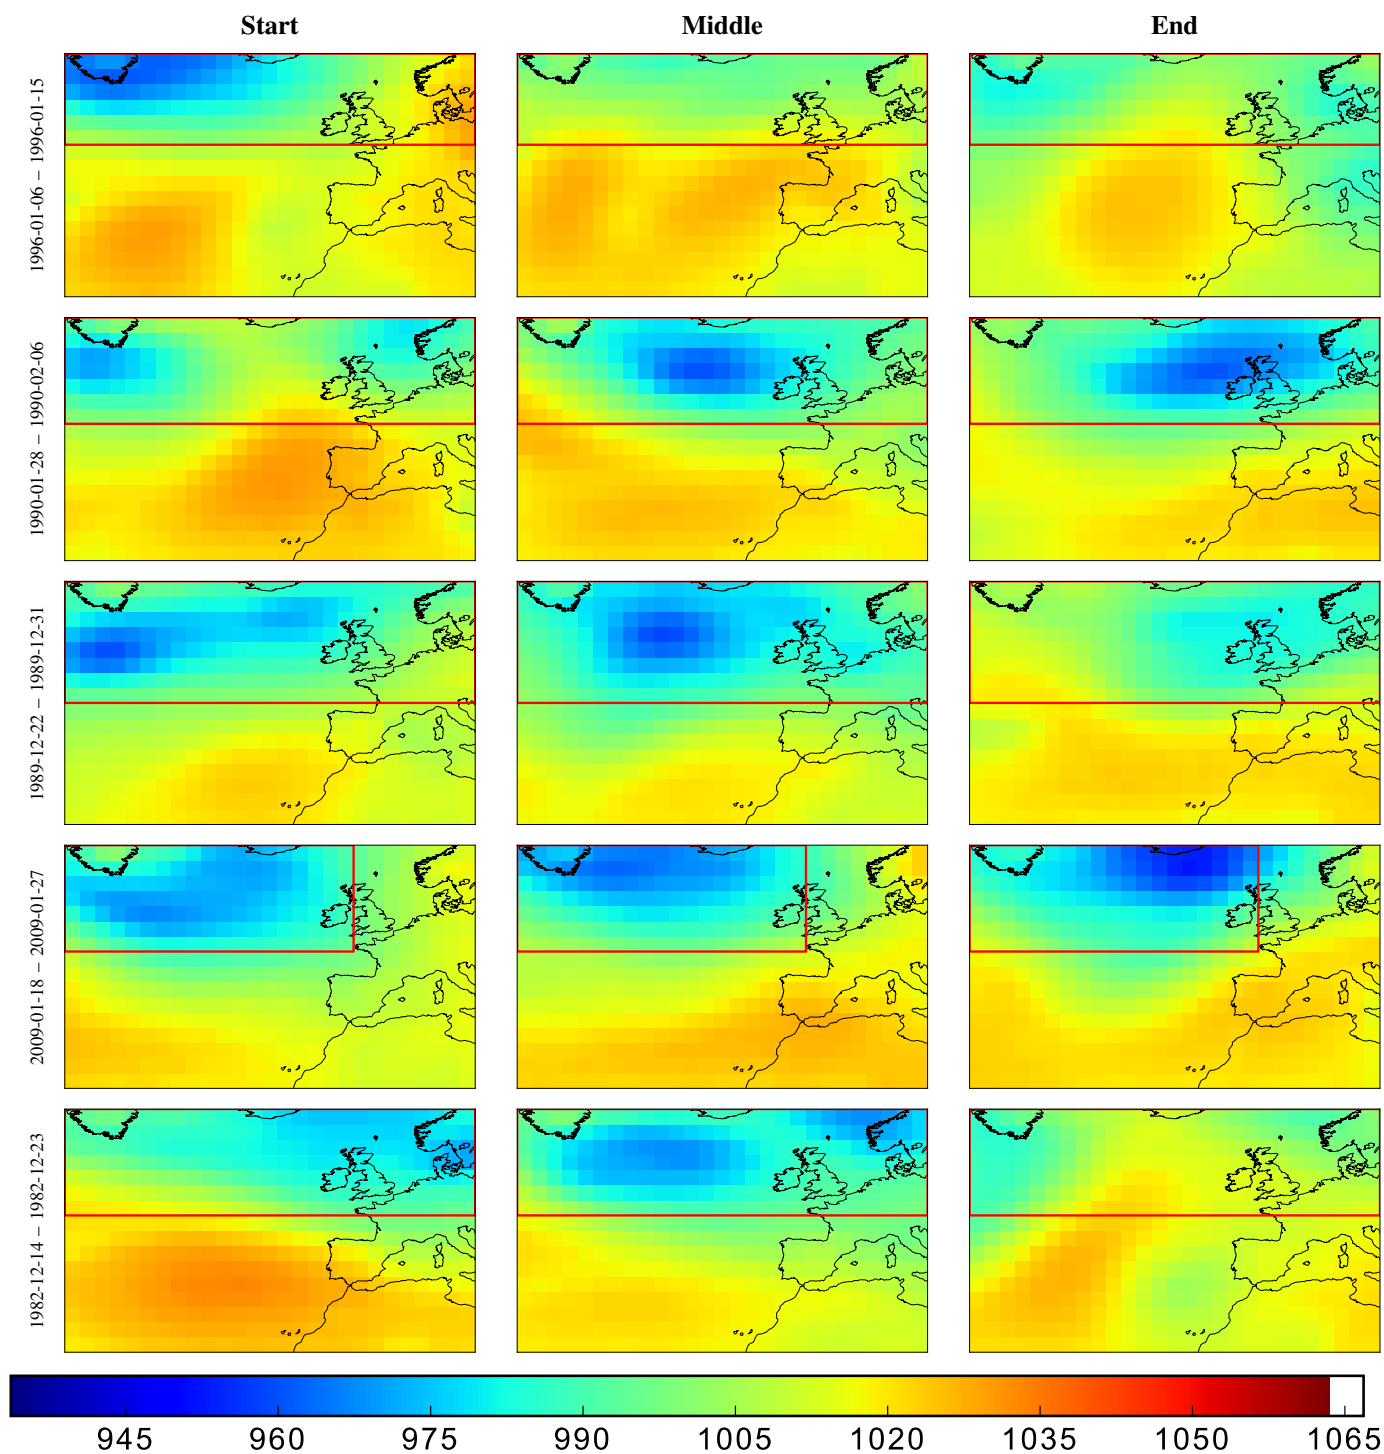 Start Middle End
1996-01-06 – 1996-01-15
1990-01-28 – 1990-02-06
1989-12-22 – 1989-12-31
2009-01-18 – 2009-01-27
1982-12-14 – 1982-12-23
945 960 975 990 1005 1020 1035 1050 1065